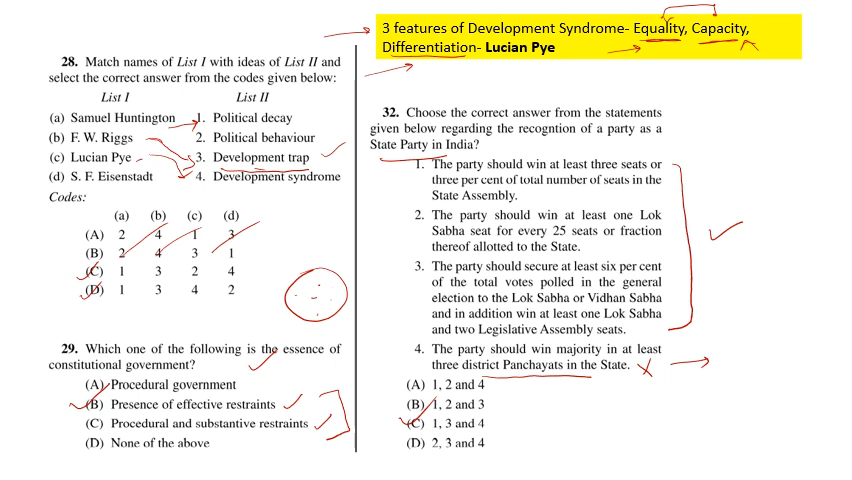 3 features of Development Syndrome- Equality, Capacity,
Differentiation- Lucian Pye
28. Match names of List I with ideas of List II and
select the correct answer from the codes given below:
List I List II
(a) Samuel Huntington 1. Political decay
(b) F. W. Riggs 2. Political behaviour
(c) Lucian Pye 3. Development trap
(d) S. F. Eisenstadt 4. Development syndrome
Codes:
(a) (b) (c) (d)
(A) 2 4 1 3
(B) 2 4 3 1
(C) 1 3 2 4
(D) 1 3 4 2
29. Which one of the following is the essence of
constitutional government?
(A) Procedural government
(B) Presence of effective restraints
(C) Procedural and substantive restraints
(D) None of the above
32. Choose the correct answer from the statements
given below regarding the recogntion of a party as a
State Party in India?
1. The party should win at least three seats or
three per cent of total number of seats in the
State Assembly.
2. The party should win at least one Lok
Sabha seat for every 25 seats or fraction
thereof allotted to the State.
3. The party should secure at least six per cent
of the total votes polled in the general
election to the Lok Sabha or Vidhan Sabha
and in addition win at least one Lok Sabha
and two Legislative Assembly seats.
4. The party should win majority in at least
three district Panchayats in the State.
(A) 1, 2 and 4
(B) 1, 2 and 3
(C) 1, 3 and 4
(D) 2, 3 and 4